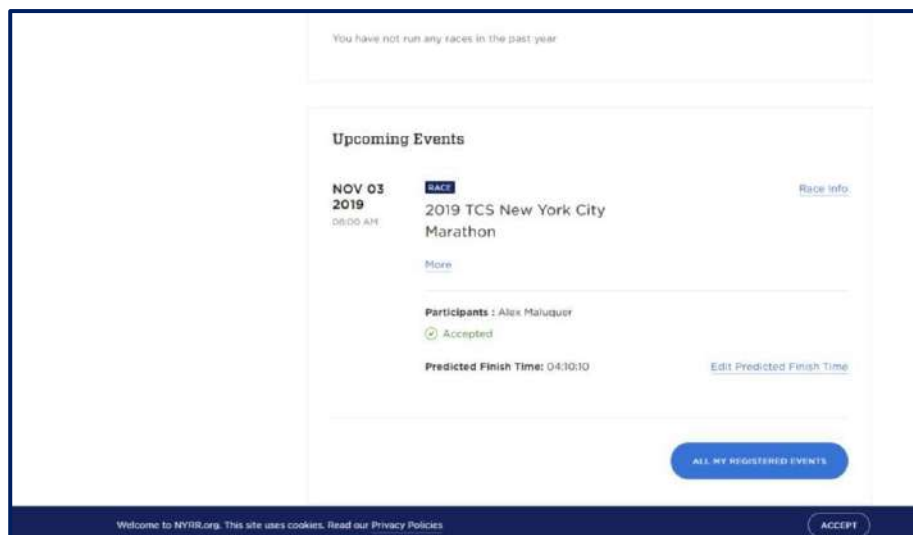 You have not run any races in the past year
Upcoming Events
NOV 03
2019
08:00 AM
RACE
Race Info
2019 TCS New York City
Marathon
More
Participants : Alex Maluquer
Accepted
Predicted Finish Time: 04:10:10
Edit Predicted Finish Time
ALL MY REGISTERED EVENTS
Welcome to NYRR.org. This site uses cookies. Read our Privacy Policies
ACCEPT